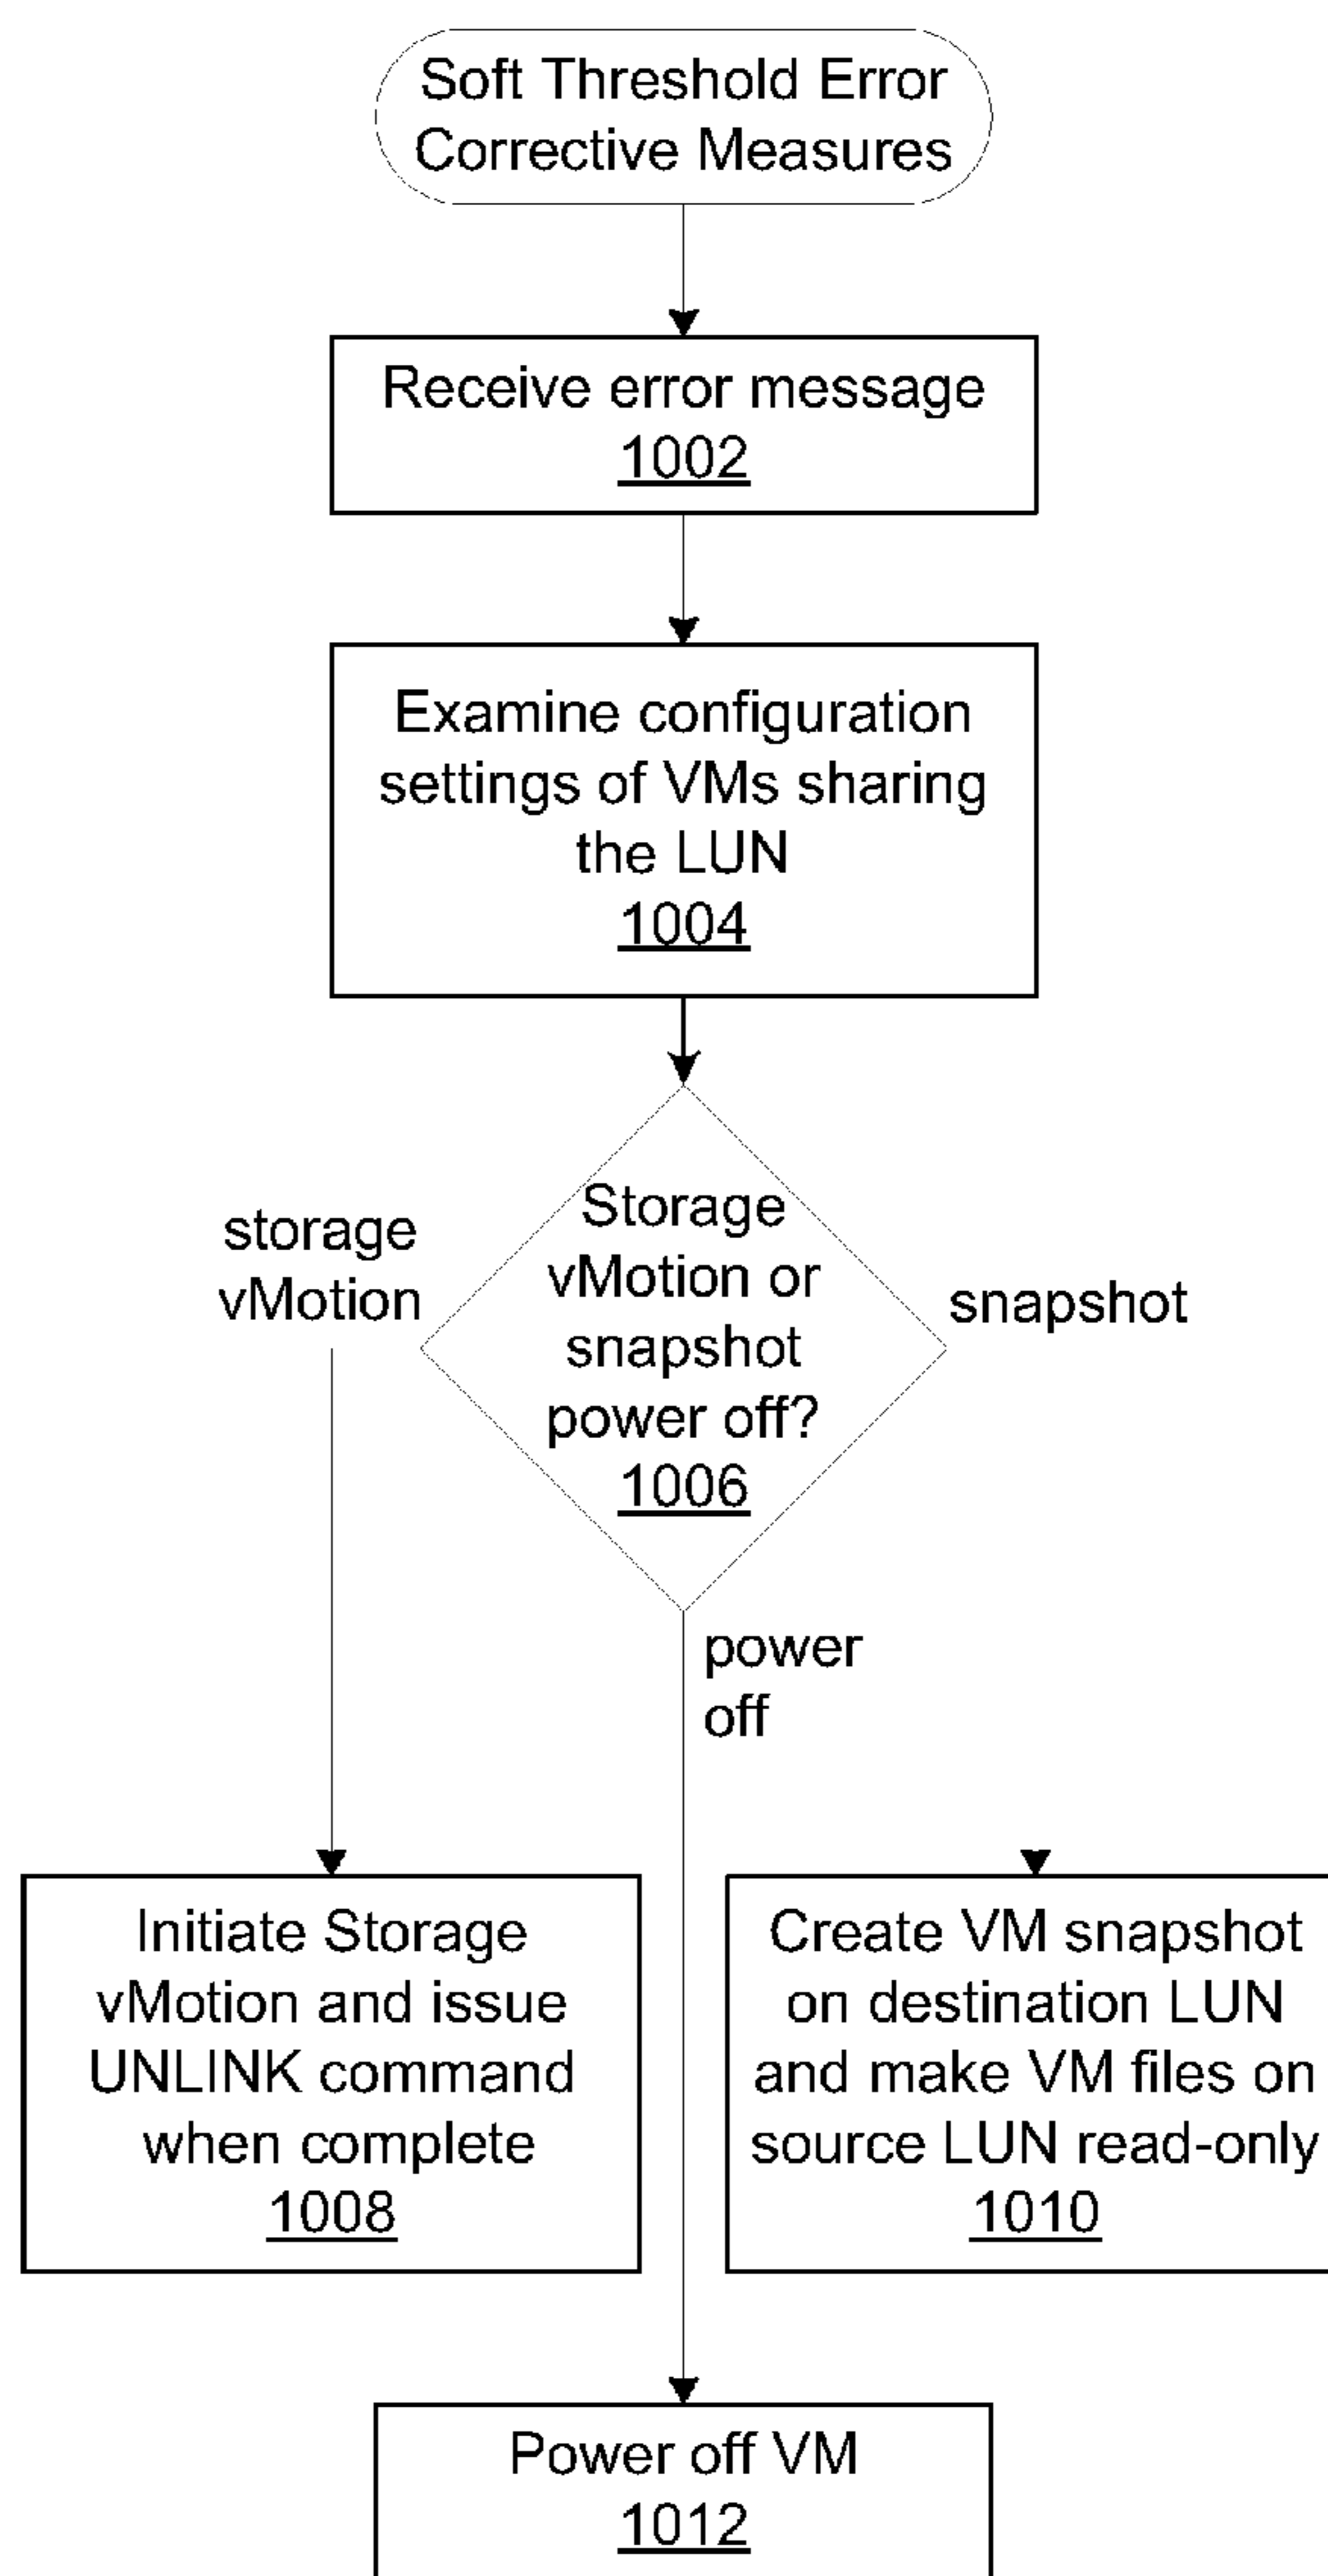 Soft Threshold Error
Corrective Measures
Receive error message
1002
Examine configuration
settings of VMs sharing
the LUN
1004
storage
vMotion
Storage
vMotion or
snapshot
power off?
1006
snapshot
power
off
Initiate Storage
vMotion and issue
UNLINK command
when complete
1008
Create VM snapshot
on destination LUN
and make VM files on
source LUN read-only
1010
Power off VM
1012